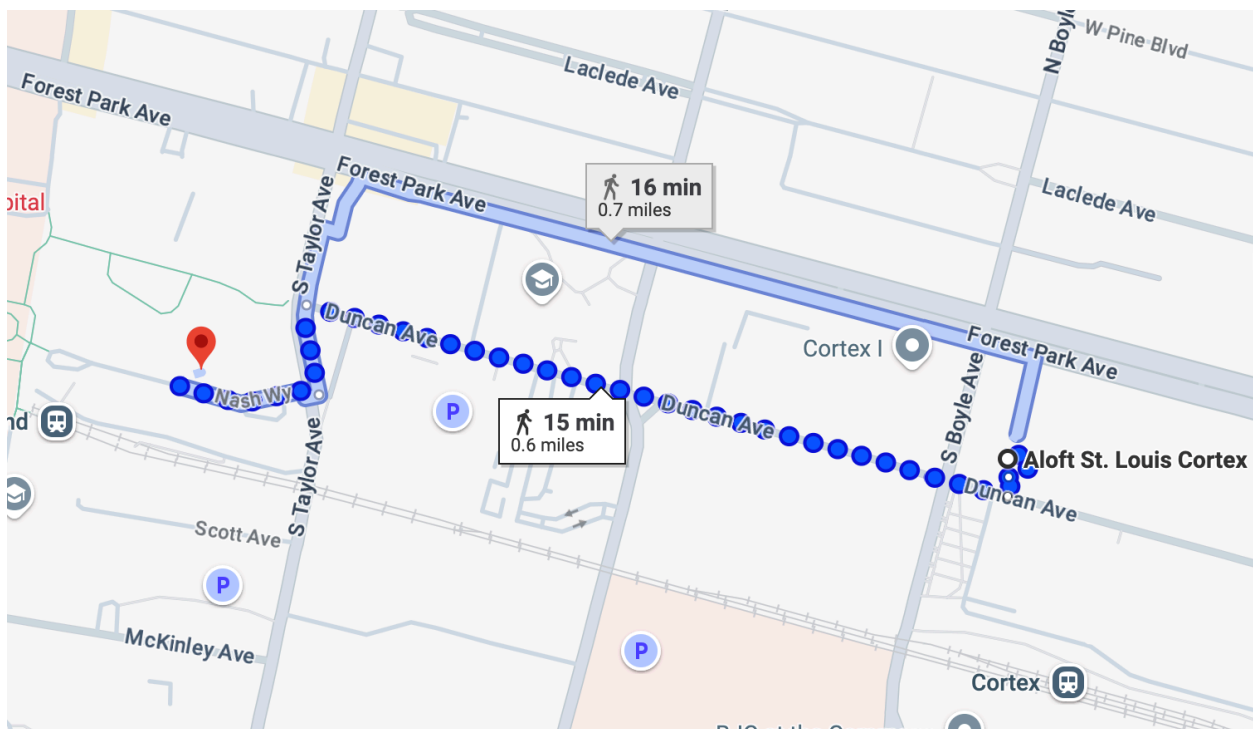 W Pine Blvd
N Boyle
Laclede Ave
Forest Park Ave
Forest Park Ave
16 min
0.7 miles
Laclede Ave
pital
S Taylor Ave
Duncan Ave
Cortex I
Forest Park Ave
Nash Wy
nd
P
15 min
0.6 miles
Duncan Ave
S Boyle Ave
Aloft St. Louis Cortex
Duncan Ave
S Taylor Ave
Scott Ave
P
McKinley Ave
P
Cortex